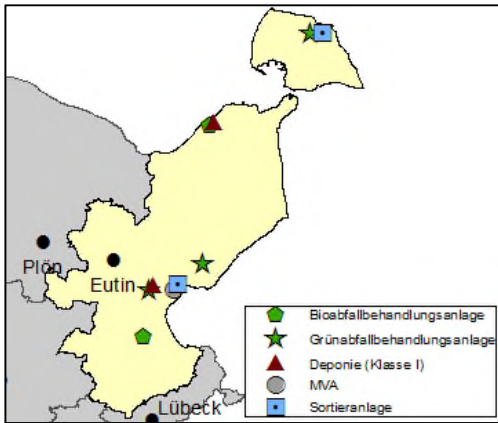 Plön
Eutin
Lübeck
Bioabfallbehandlungsanlage
Grünabfallbehandlungsanlage
Deponie (Klasse I)
MVA
Sortieranlage